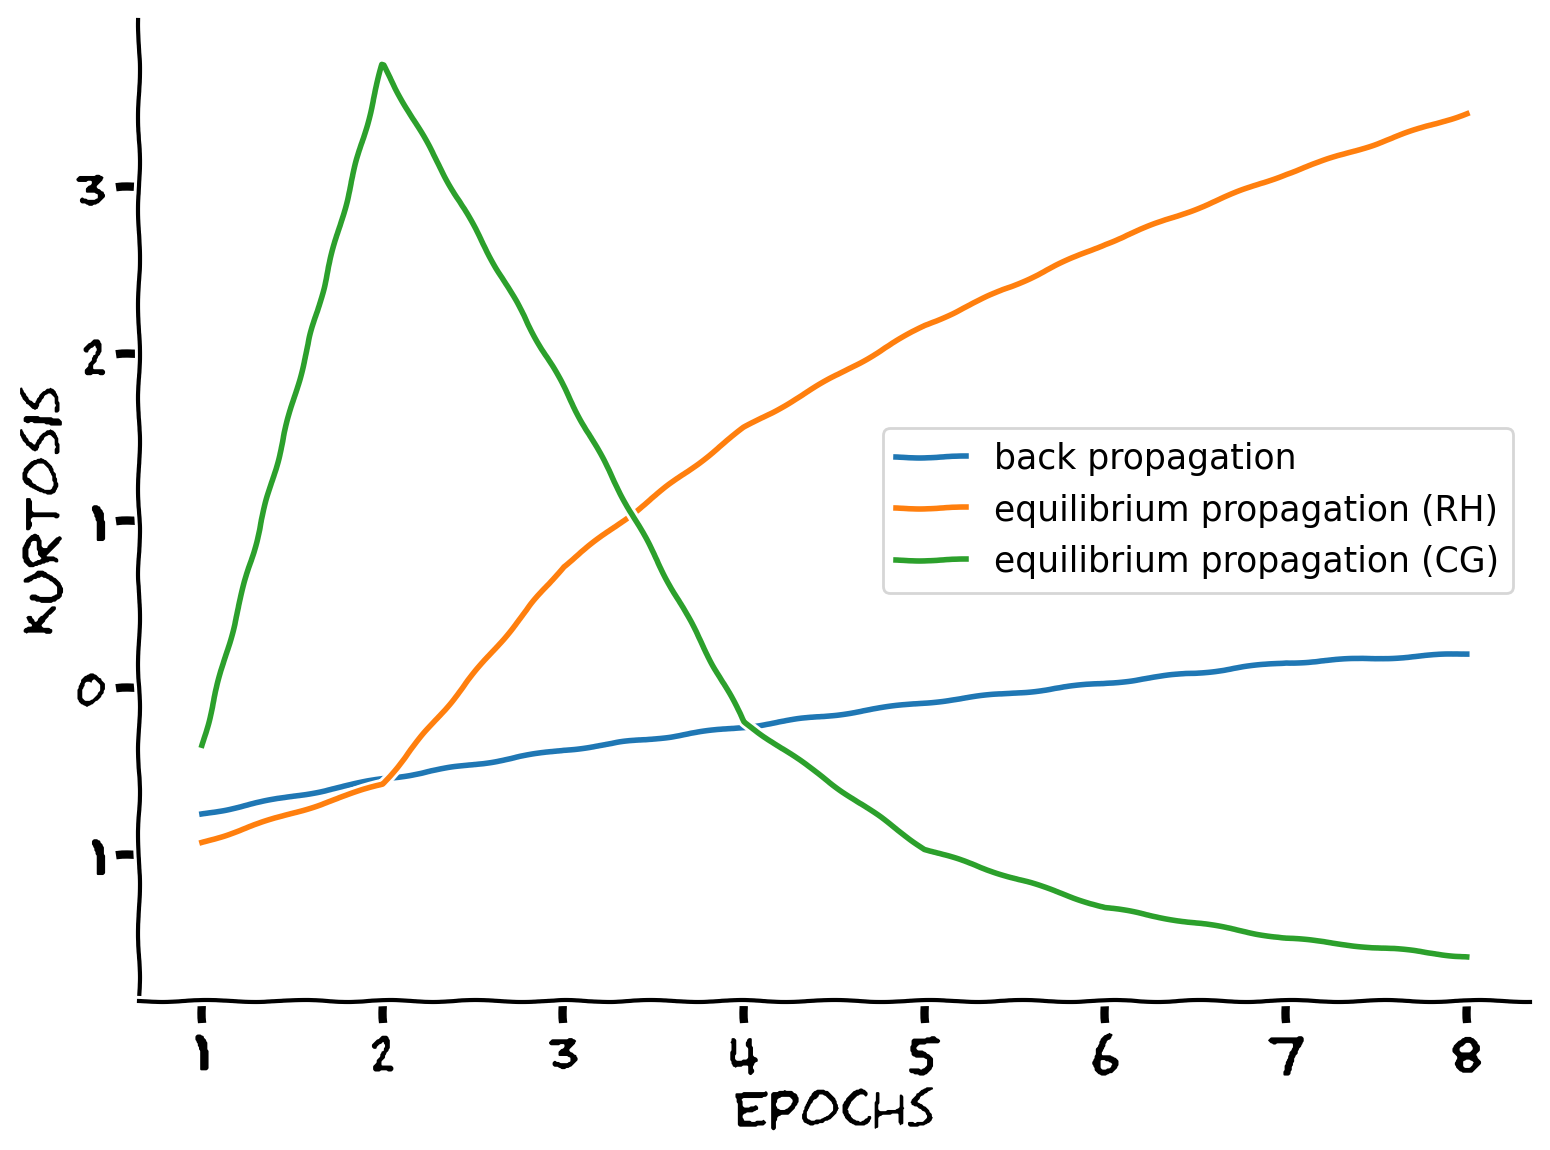 3
2
1
0
1
KURTOSIS
back propagation
equilibrium propagation (RH)
equilibrium propagation (CG)
1 2 3 4 5 6 7 8
EPOCHS